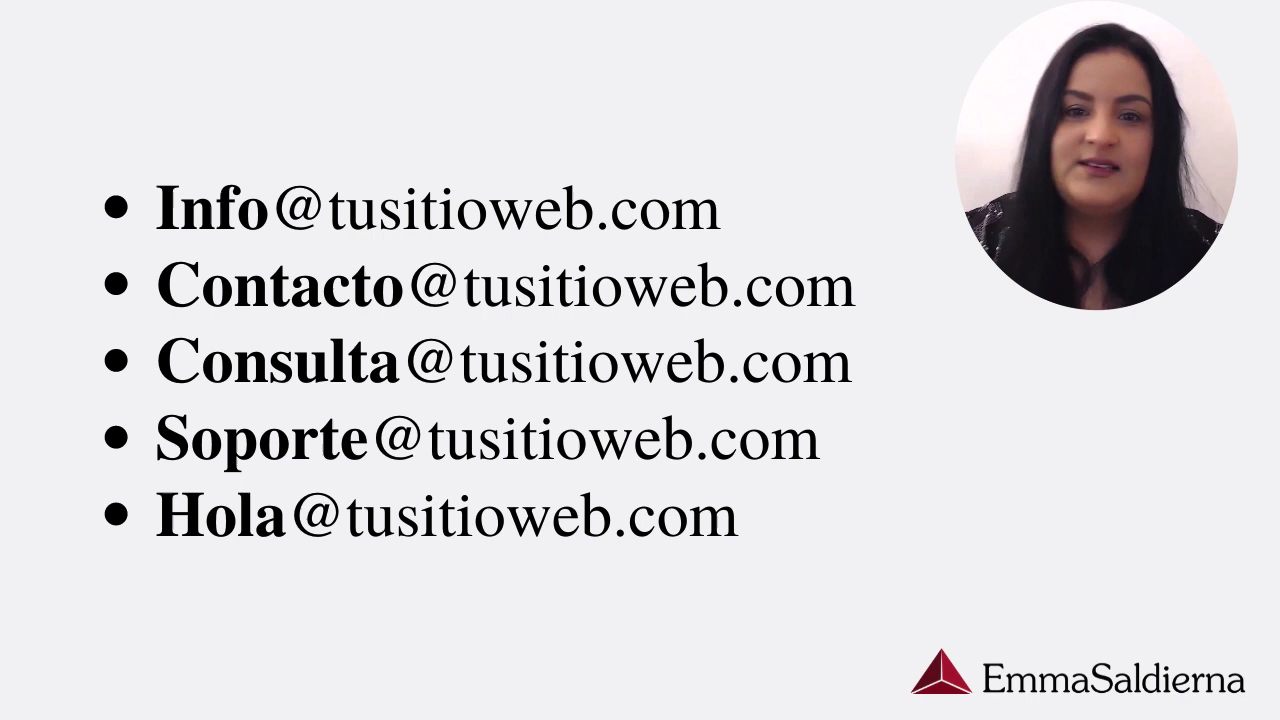 Info@tusitioweb.com
Contacto@tusitioweb.com
Consulta@tusitioweb.com
Soporte@tusitioweb.com
Hola@tusitioweb.com
EmmaSaldierna